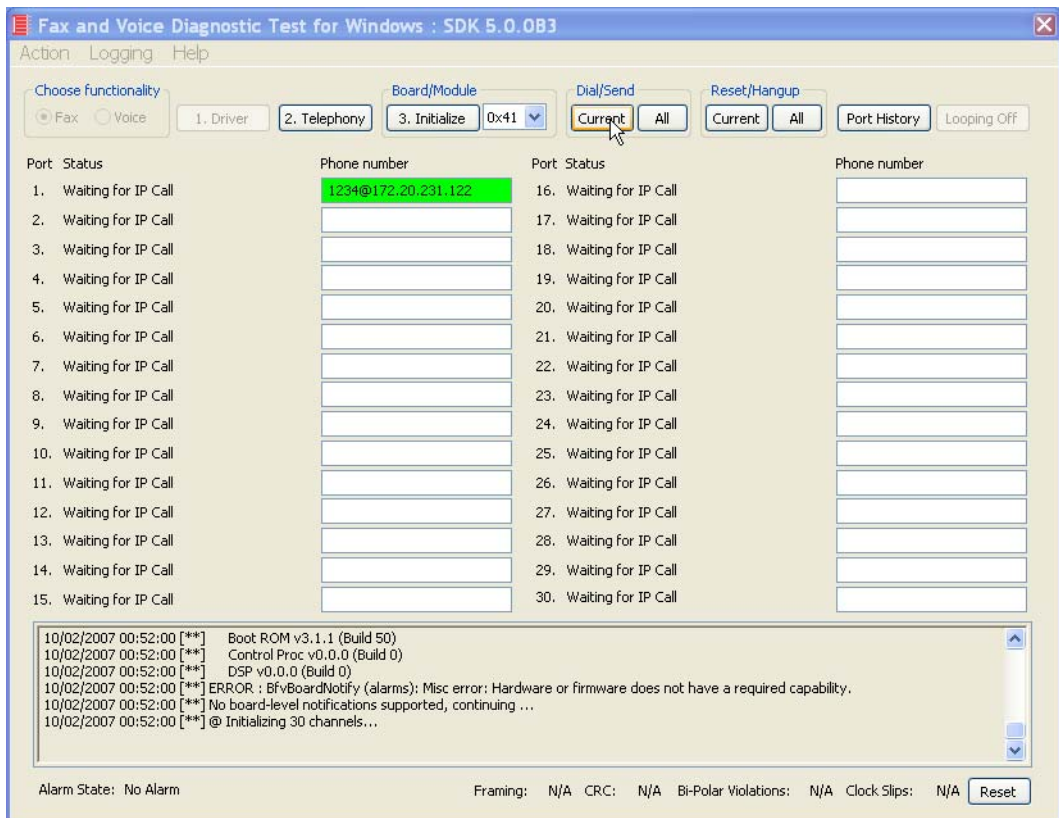 Fax and Voice Diagnostic Test for Windows : SDK 5.0.0B3
Action Logging Help
Choose functionality Board/Module Dial/Send Reset/Hangup
Fax Voice 1. Driver 2. Telephony 3. Initialize 0x41 Current All Current All Port History Looping Off
Port Status Phone number Port Status Phone number
1. Waiting for IP Call 1234@172.20.231.122 16. Waiting for IP Call
2. Waiting for IP Call 17. Waiting for IP Call
3. Waiting for IP Call 18. Waiting for IP Call
4. Waiting for IP Call 19. Waiting for IP Call
5. Waiting for IP Call 20. Waiting for IP Call
6. Waiting for IP Call 21. Waiting for IP Call
7. Waiting for IP Call 22. Waiting for IP Call
8. Waiting for IP Call 23. Waiting for IP Call
9. Waiting for IP Call 24. Waiting for IP Call
10. Waiting for IP Call 25. Waiting for IP Call
11. Waiting for IP Call 26. Waiting for IP Call
12. Waiting for IP Call 27. Waiting for IP Call
13. Waiting for IP Call 28. Waiting for IP Call
14. Waiting for IP Call 29. Waiting for IP Call
15. Waiting for IP Call 30. Waiting for IP Call
10/02/2007 00:52:00 [**] Boot ROM v3.1.1 (Build 50)
10/02/2007 00:52:00 [**] Control Proc v0.0.0 (Build 0)
10/02/2007 00:52:00 [**] DSP v0.0.0 (Build 0)
10/02/2007 00:52:00 [**] ERROR : BfvBoardNotify (alarms): Misc error: Hardware or firmware does not have a required capability.
10/02/2007 00:52:00 [**] No board-level notifications supported, continuing ...
10/02/2007 00:52:00 [**] @ Initializing 30 channels...
Alarm State: No Alarm Framing: N/A CRC: N/A Bi-Polar Violations: N/A Clock Slips: N/A Reset